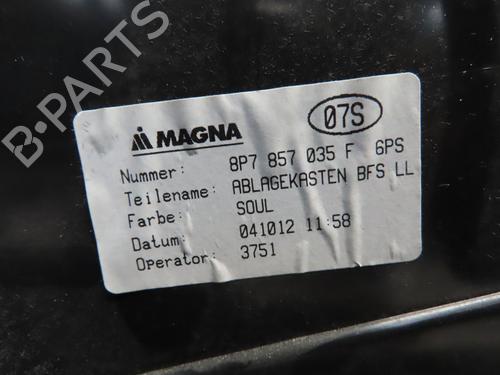 MAGNA
07S
Nummer: 8P7 857 035 F 6PS
Teilename: ABLAGEKASTEN BFS LL
Farbe: SOUL
Datum: 041012 11:58
Operator: 3751
B-PARTS